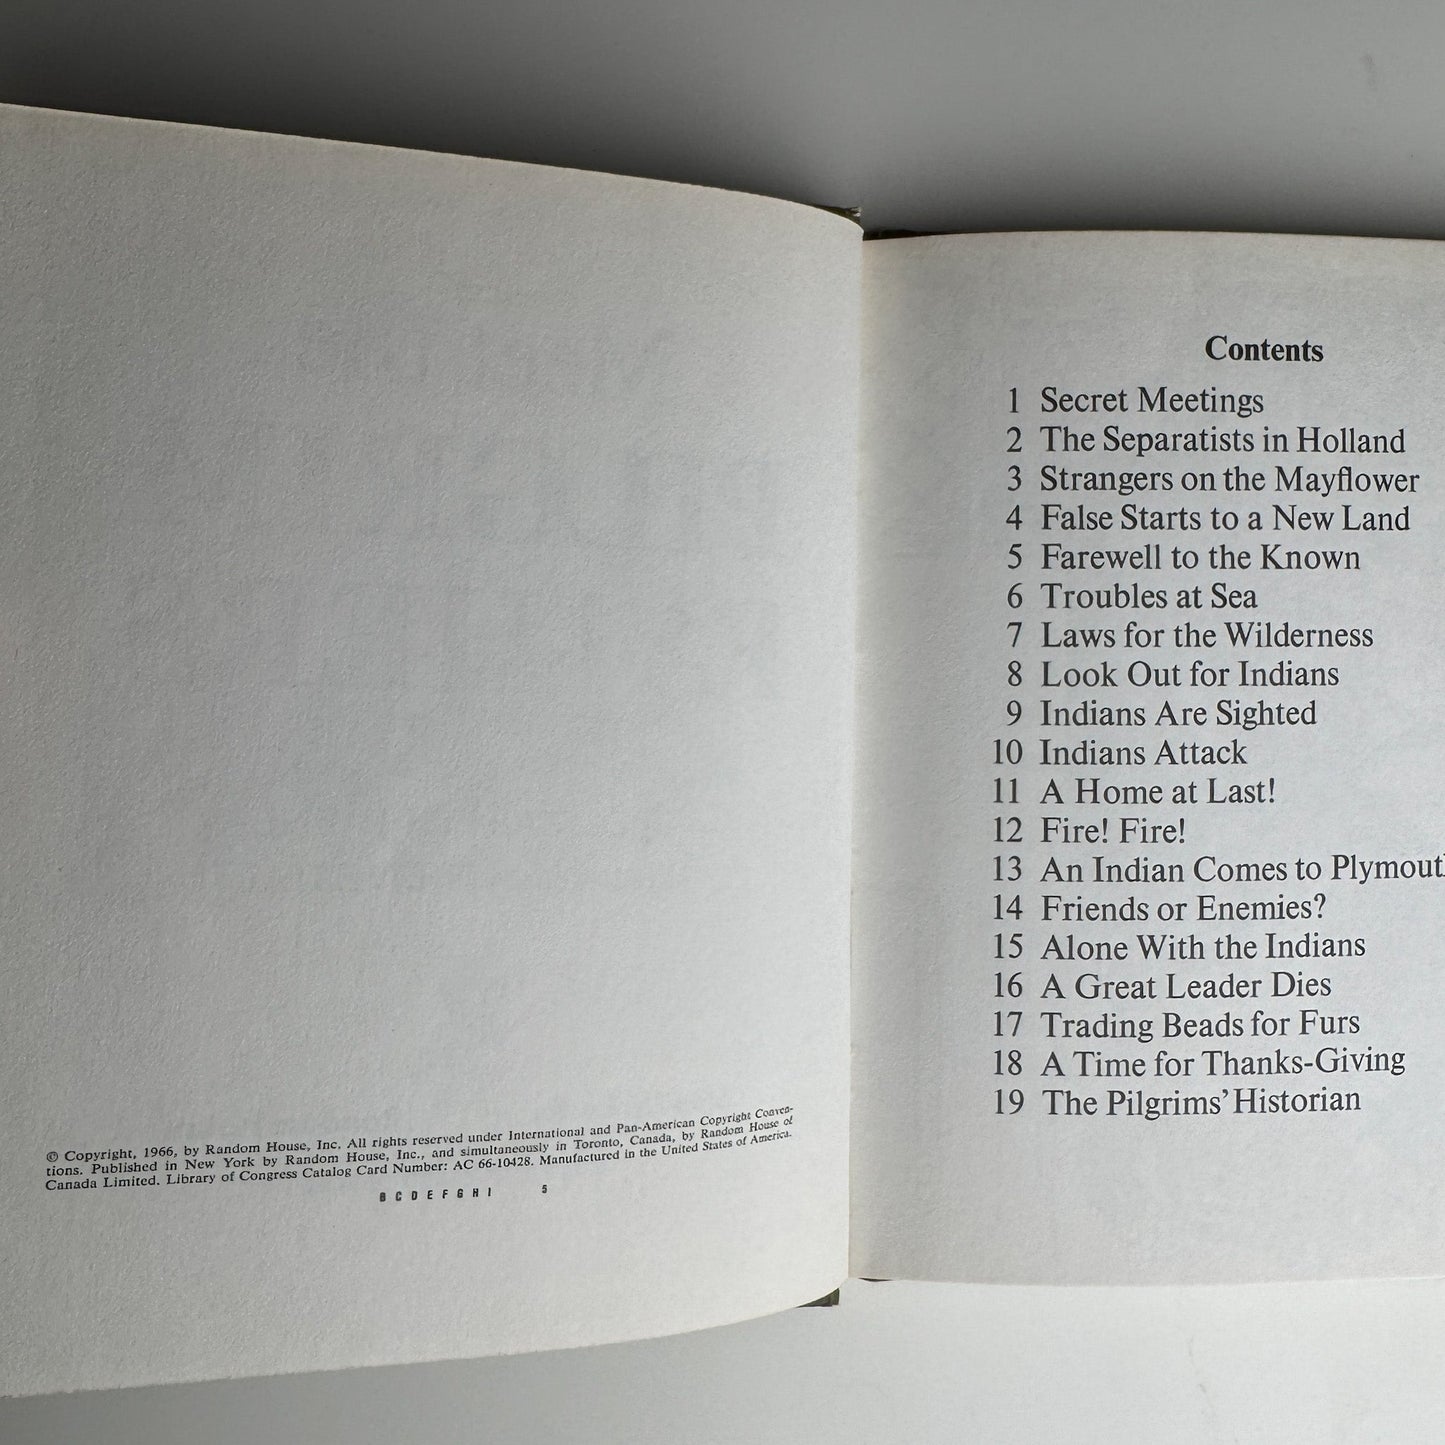 © Copyright, 1966, by Random House, Inc. All rights reserved under International and Pan-American Copyright Conven-
tions. Published in New York by Random House, Inc., and simultaneously in Toronto, Canada, by Random House of
Canada Limited. Library of Congress Catalog Card Number: AC 66-10428. Manufactured in the United States of America.
B C D E F G H I 5
Contents
1 Secret Meetings
2 The Separatists in Holland
3 Strangers on the Mayflower
4 False Starts to a New Land
5 Farewell to the Known
6 Troubles at Sea
7 Laws for the Wilderness
8 Look Out for Indians
9 Indians Are Sighted
10 Indians Attack
11 A Home at Last!
12 Fire! Fire!
13 An Indian Comes to Plymouth
14 Friends or Enemies?
15 Alone With the Indians
16 A Great Leader Dies
17 Trading Beads for Furs
18 A Time for Thanks-Giving
19 The Pilgrims' Historian